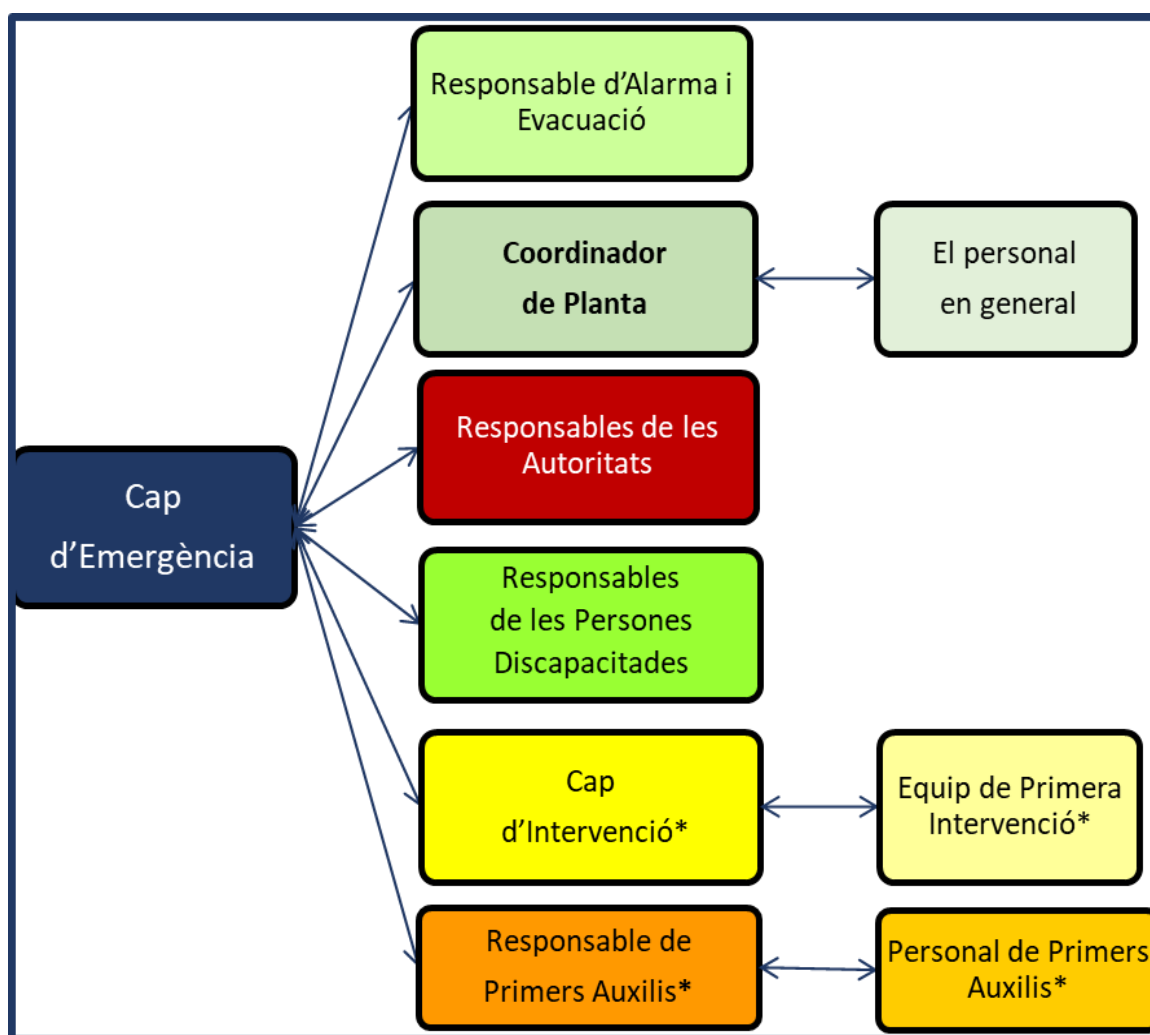 Responsable d’Alarma i
Evacuació
Coordinador
de Planta
El personal
en general
Responsables de les
Autoritats
Cap
d’Emergència
Responsables
de les Persones
Discapacitades
Cap
d’Intervenció*
Equip de Primera
Intervenció*
Responsable de
Primers Auxilis*
Personal de Primers
Auxilis*